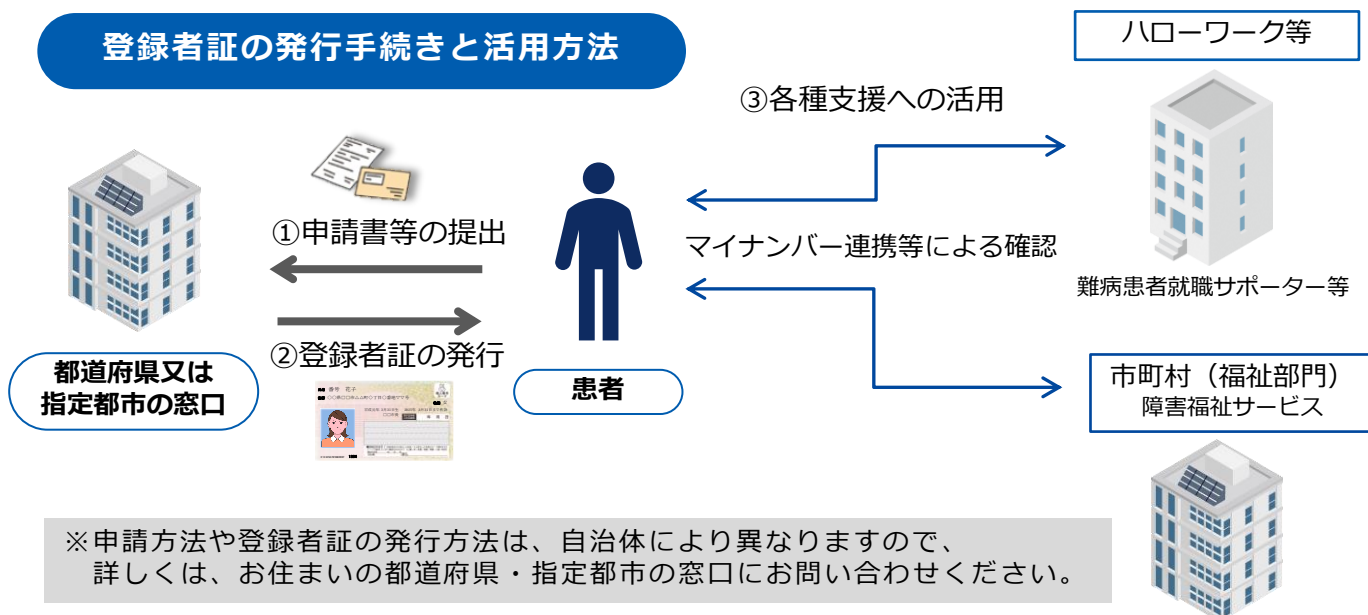 登録者証の発行手続きと活用方法
ハローワーク等
③各種支援への活用
①申請書等の提出
マイナンバー連携等による確認
難病患者就職サポーター等
②登録者証の発行
都道府県又は
指定都市の窓口
患者
市町村（福祉部門）
障害福祉サービス
番号 花子
※申請方法や登録者証の発行方法は、自治体により異なりますので、
詳しくは、お住まいの都道府県・指定都市の窓口にお問い合わせください。